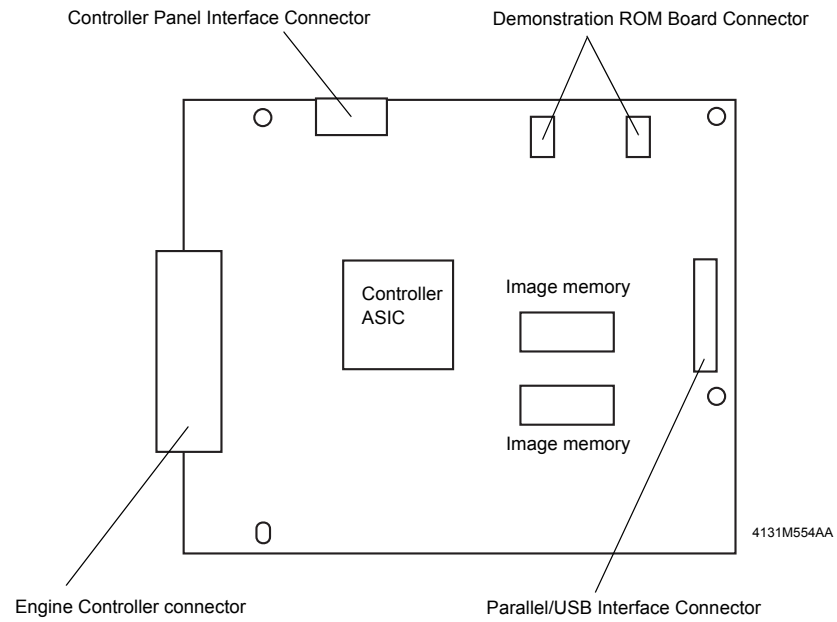 Controller Panel Interface Connector
Demonstration ROM Board Connector
Controller
ASIC
Image memory
Image memory
4131M554AA
Engine Controller connector
Parallel/USB Interface Connector